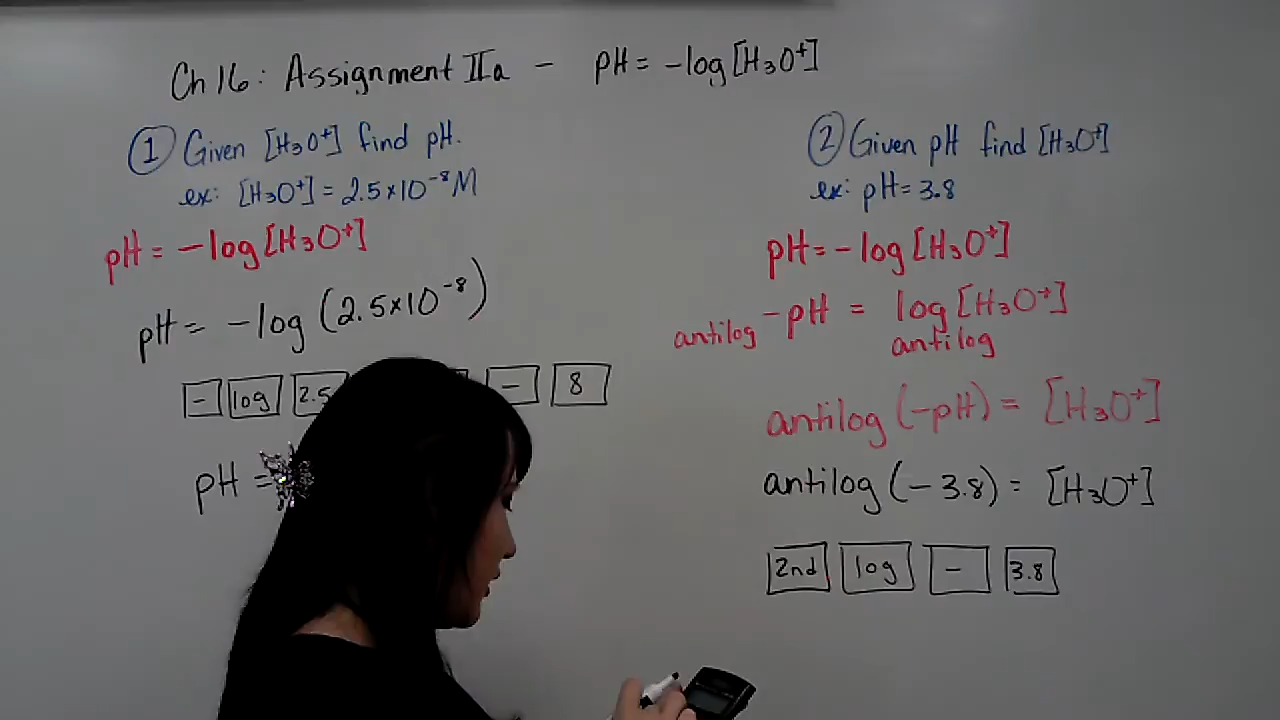 Ch 16: Assignment IIa - pH = -log[H₃O⁺]
① Given [H₃O⁺] find pH.
ex: [H₃O⁺] = 2.5×10⁻⁸ M
pH = -log[H₃O⁺]
pH = -log(2.5×10⁻⁸)
- log 2.5 - 8
pH =
② Given pH find [H₃O⁺]
ex: pH = 3.8
pH = -log[H₃O⁺]
antilog -pH = log[H₃O⁺]
antilog
antilog(-pH) = [H₃O⁺]
antilog(-3.8) = [H₃O⁺]
2nd log - 3.8